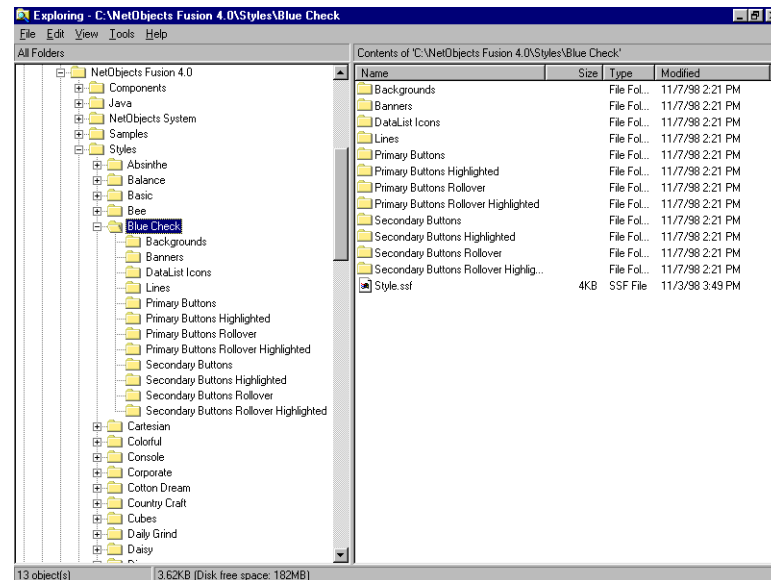 Exploring - C:\NetObjects Fusion 4.0\Styles\Blue Check
File Edit View Tools Help
All Folders
Contents of 'C:\NetObjects Fusion 4.0\Styles\Blue Check'
NetObjects Fusion 4.0
Components
Java
NetObjects System
Samples
Styles
Absinthe
Balance
Basic
Bee
Blue Check
Backgrounds
Banners
DataList Icons
Lines
Primary Buttons
Primary Buttons Highlighted
Primary Buttons Rollover
Primary Buttons Rollover Highlighted
Secondary Buttons
Secondary Buttons Highlighted
Secondary Buttons Rollover
Secondary Buttons Rollover Highlighted
Cartesian
Colorful
Console
Corporate
Cotton Dream
Country Craft
Cubes
Daily Grind
Daisy
Name Size Type Modified
Backgrounds File Fol... 11/7/98 2:21 PM
Banners File Fol... 11/7/98 2:21 PM
DataList Icons File Fol... 11/7/98 2:21 PM
Lines File Fol... 11/7/98 2:21 PM
Primary Buttons File Fol... 11/7/98 2:21 PM
Primary Buttons Highlighted File Fol... 11/7/98 2:21 PM
Primary Buttons Rollover File Fol... 11/7/98 2:21 PM
Primary Buttons Rollover Highlighted File Fol... 11/7/98 2:21 PM
Secondary Buttons File Fol... 11/7/98 2:21 PM
Secondary Buttons Highlighted File Fol... 11/7/98 2:21 PM
Secondary Buttons Rollover File Fol... 11/7/98 2:21 PM
Secondary Buttons Rollover Highlig... File Fol... 11/7/98 2:21 PM
Style.ssf 4KB SSF File 11/3/98 3:49 PM
13 object(s) 3.62KB (Disk free space: 182MB)